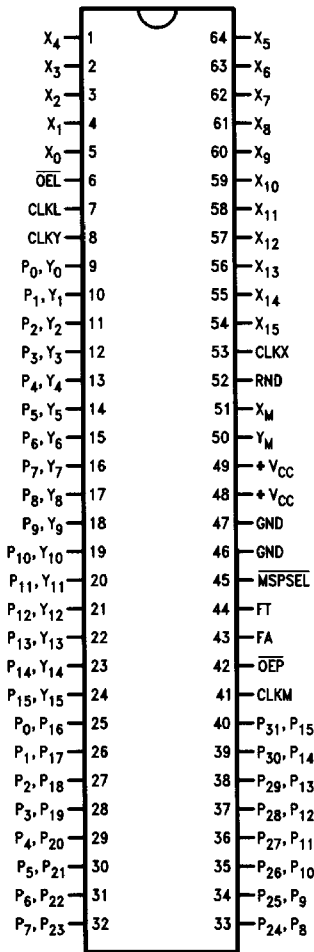 X4 1 64 X5
X3 2 63 X6
X2 3 62 X7
X1 4 61 X8
X0 5 60 X9
O̅E̅L̅ 6 59 X10
CLKL 7 58 X11
CLKY 8 57 X12
P0, Y0 9 56 X13
P1, Y1 10 55 X14
P2, Y2 11 54 X15
P3, Y3 12 53 CLKX
P4, Y4 13 52 RND
P5, Y5 14 51 XM
P6, Y6 15 50 YM
P7, Y7 16 49 +VCC
P8, Y8 17 48 +VCC
P9, Y9 18 47 GND
P10, Y10 19 46 GND
P11, Y11 20 45 M̅S̅P̅S̅E̅L̅
P12, Y12 21 44 FT
P13, Y13 22 43 FA
P14, Y14 23 42 O̅E̅P̅
P15, Y15 24 41 CLKM
P0, P16 25 40 P31, P15
P1, P17 26 39 P30, P14
P2, P18 27 38 P29, P13
P3, P19 28 37 P28, P12
P4, P20 29 36 P27, P11
P5, P21 30 35 P26, P10
P6, P22 31 34 P25, P9
P7, P23 32 33 P24, P8